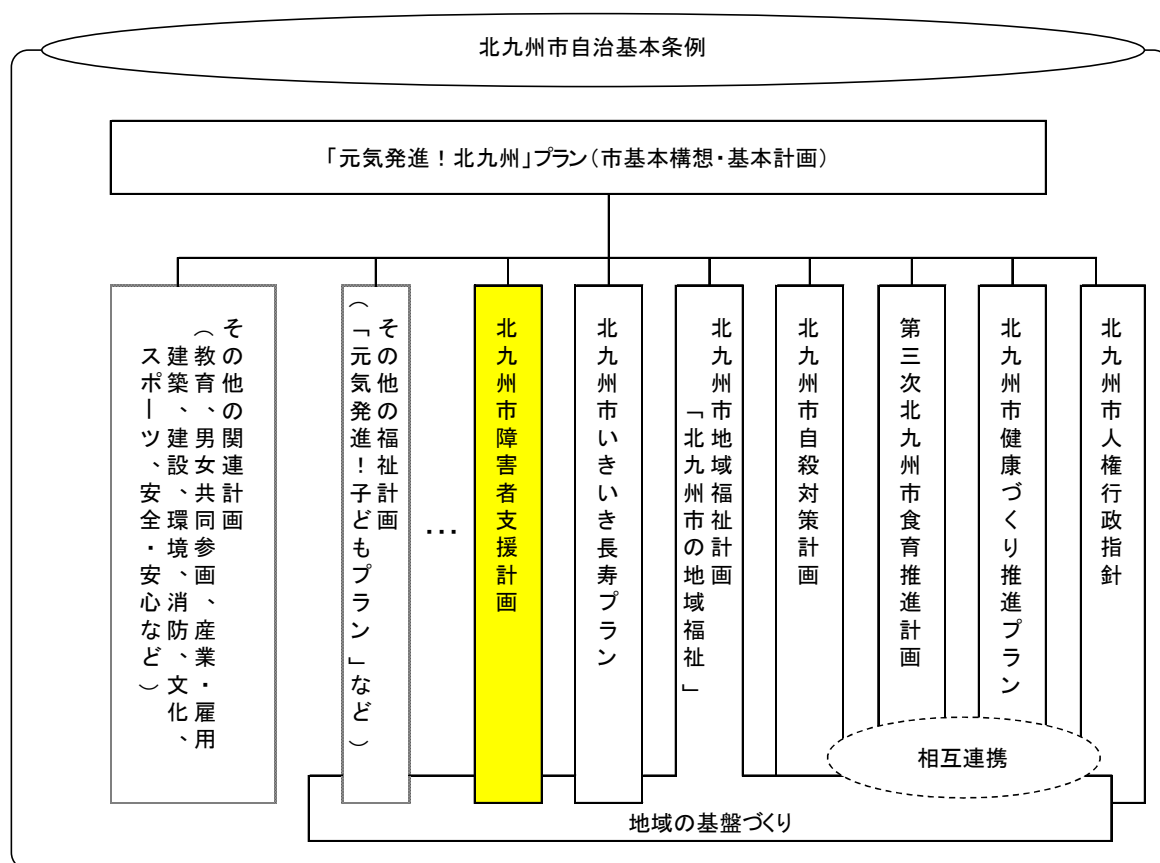 北九州市自治基本条例
「元気発進！北九州」プラン（市基本構想・基本計画）
北九州市人権行政指針
北九州市健康づくり推進プラン
第三次北九州市食育推進計画
北九州市自殺対策計画
北九州市地域福祉計画
「北九州市の地域福祉」
北九州市いきいき長寿プラン
北九州市障害者支援計画
…
その他の福祉計画
（「元気発進！子どもプラン」など）
その他の関連計画
（教育、男女共同参画、産業・雇用
建築、建設、環境、消防、文化、
スポーツ、安全・安心など）
相互連携
地域の基盤づくり